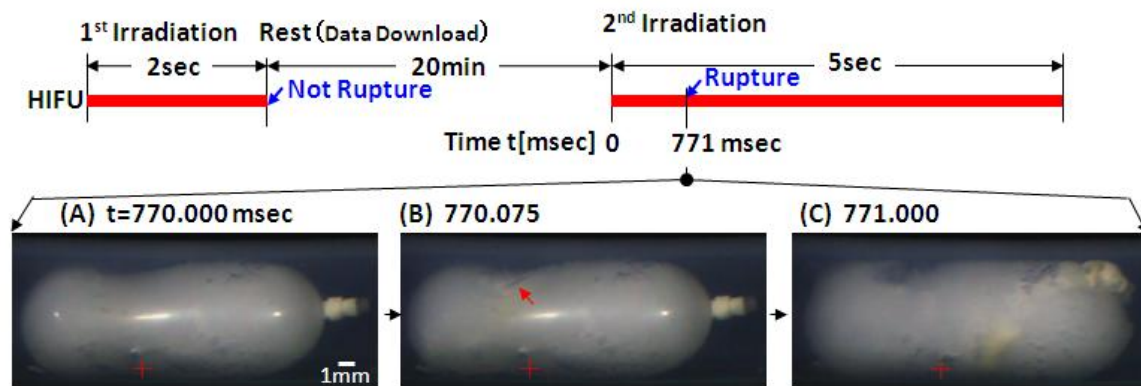 1st Irradiation Rest (Data Download) 2nd Irradiation
2sec 20min 5sec
Not Rupture Rupture
HIFU
Time t[msec] 0 771 msec
(A) t=770.000 msec (B) 770.075 (C) 771.000
1mm